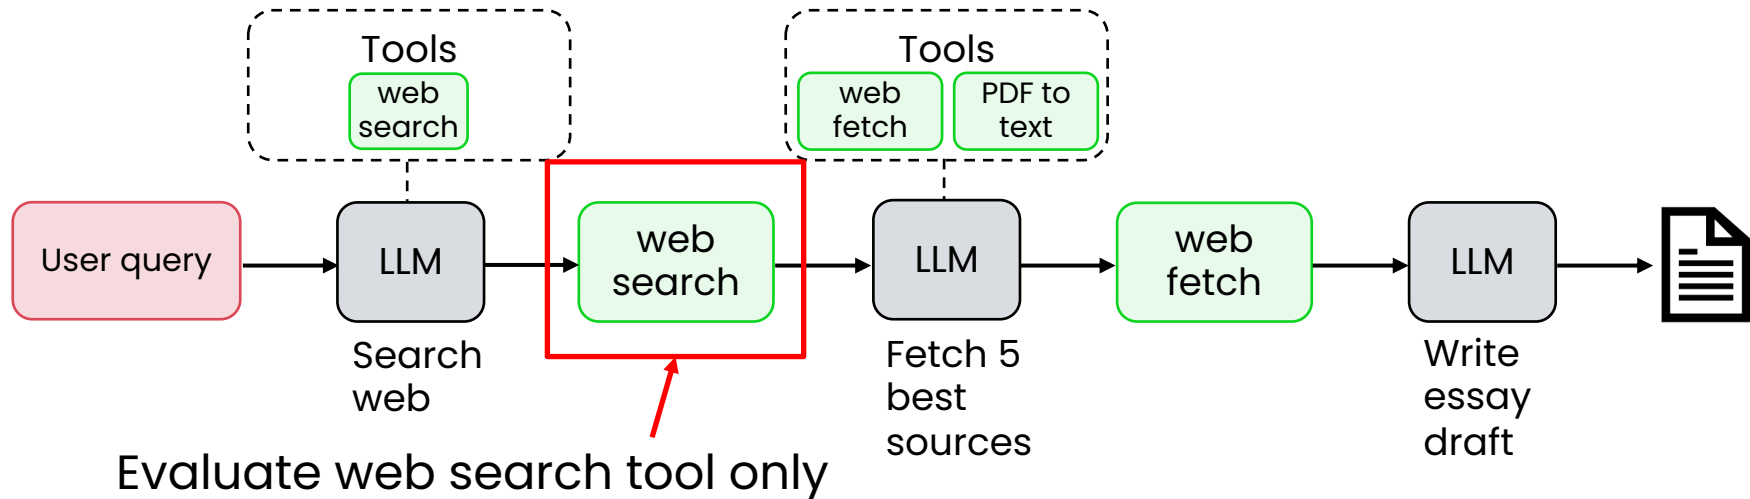 Tools
web
search
Tools
web
fetch
PDF to
text
User query
LLM
web
search
LLM
web
fetch
LLM
Search
web
Fetch 5
best
sources
Write
essay
draft
Evaluate web search tool only